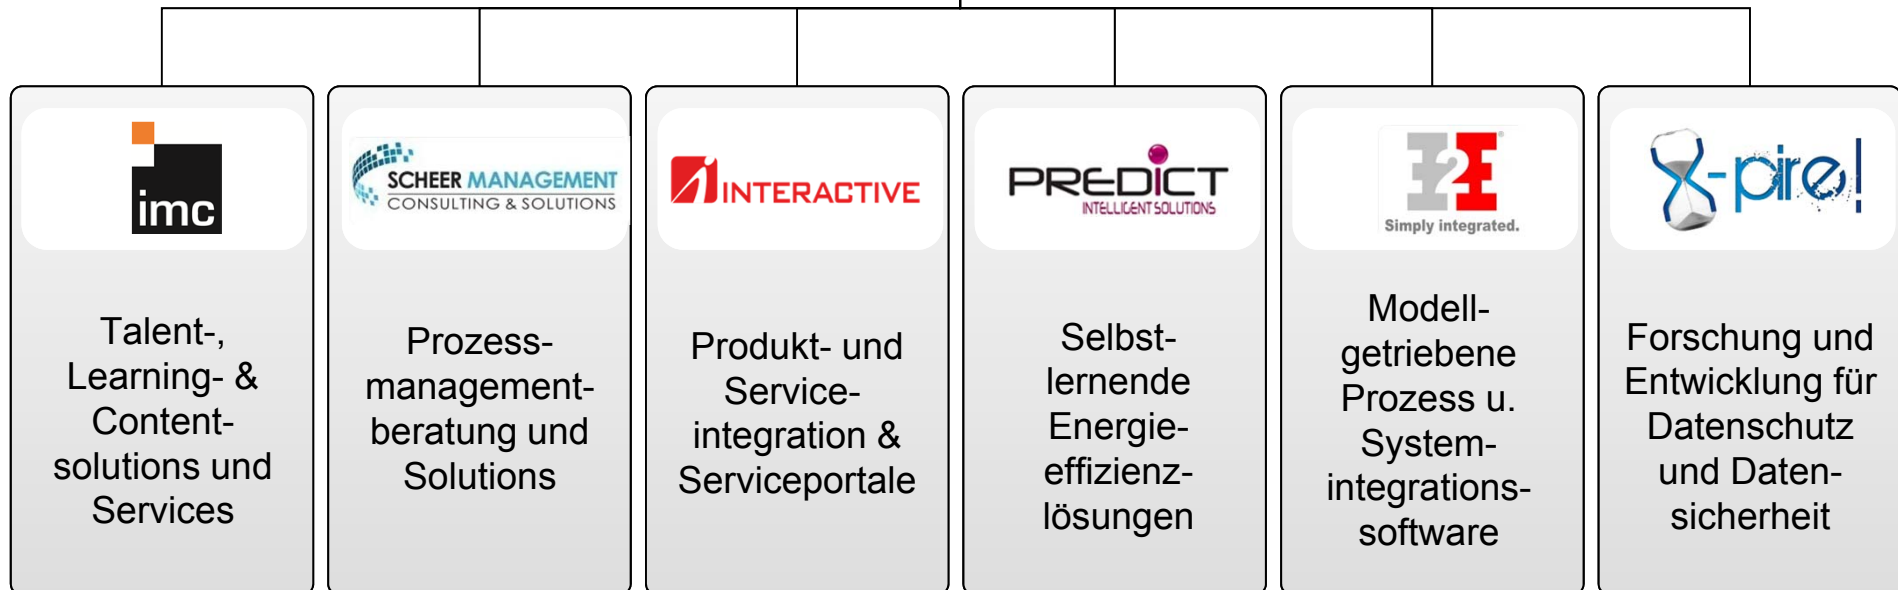 imc
Talent-,
Learning- &
Content-
solutions und
Services
SCHEER MANAGEMENT
CONSULTING & SOLUTIONS
Prozess-
management-
beratung und
Solutions
INTERACTIVE
Produkt- und
Service-
integration &
Serviceportale
PREDiCT
INTELLIGENT SOLUTIONS
Selbst-
lernende
Energie-
effizienz-
lösungen
E2E®
Simply integrated.
Modell-
getriebene
Prozess u.
System-
integrations-
software
X-pire!
Forschung und
Entwicklung für
Datenschutz
und Daten-
sicherheit